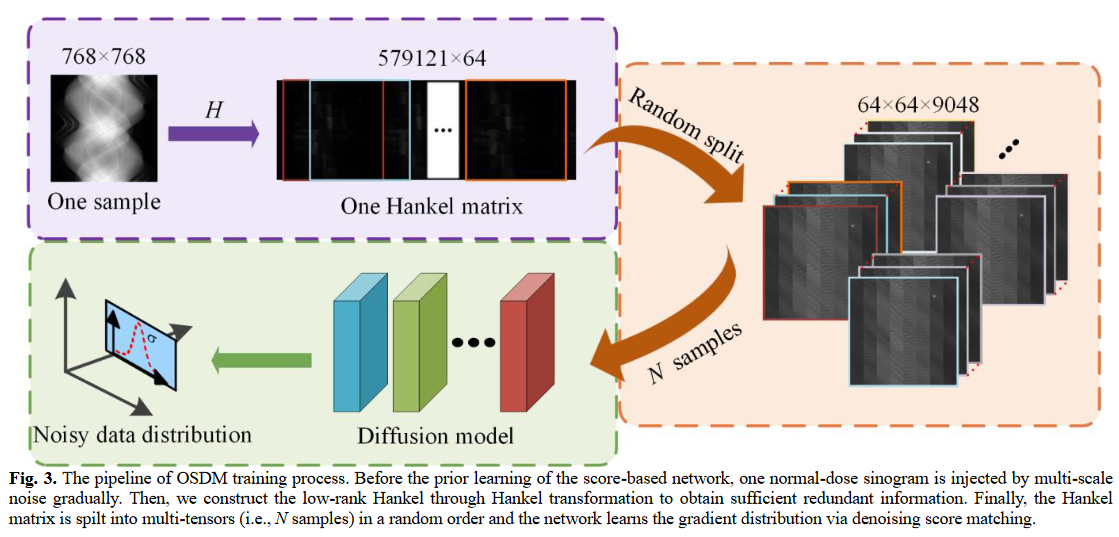 768×768
579121×64
H
One sample
One Hankel matrix
Random split
64×64×9048
N samples
σ
Noisy data distribution
Diffusion model
Fig. 3. The pipeline of OSDM training process. Before the prior learning of the score-based network, one normal-dose sinogram is injected by multi-scale
noise gradually. Then, we construct the low-rank Hankel through Hankel transformation to obtain sufficient redundant information. Finally, the Hankel
matrix is spilt into multi-tensors (i.e., N samples) in a random order and the network learns the gradient distribution via denoising score matching.